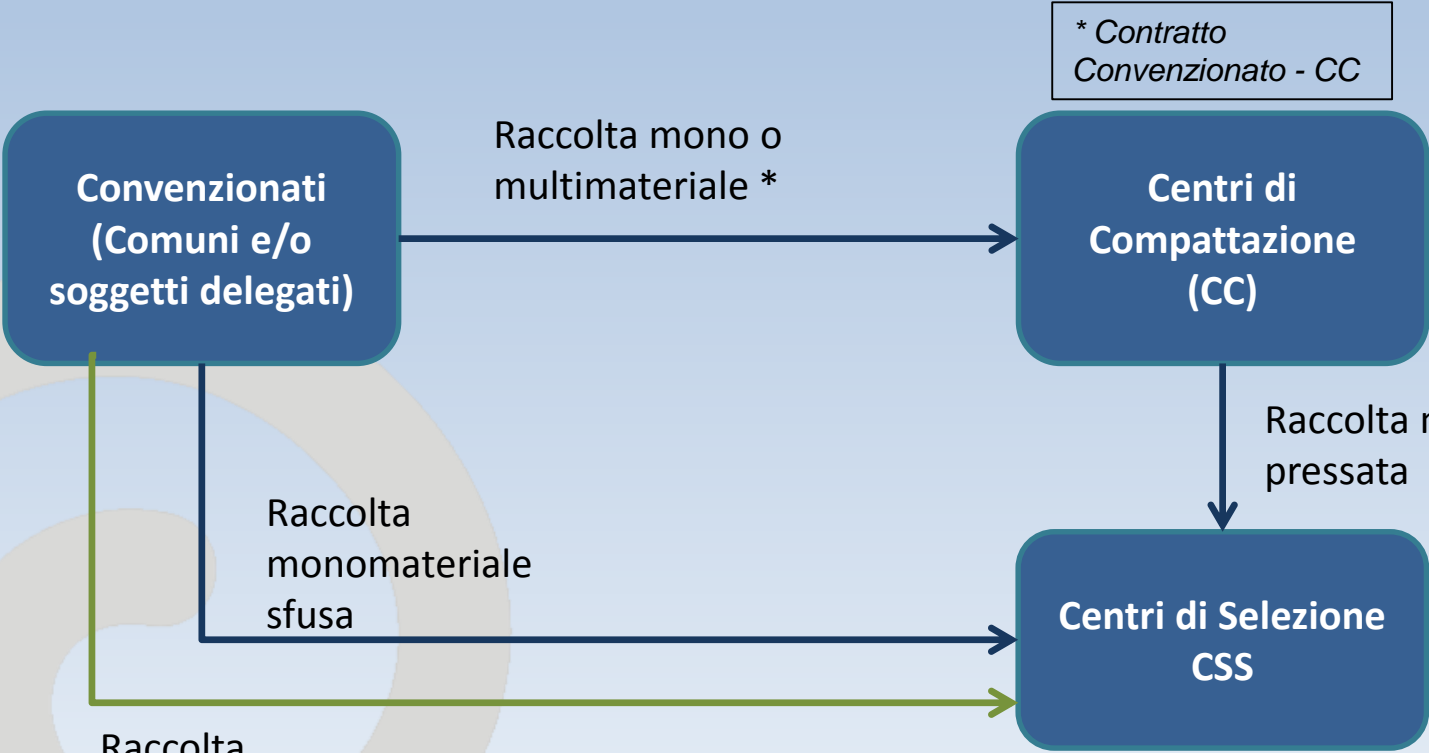 * Contratto
Convenzionato - CC
Convenzionati
(Comuni e/o
soggetti delegati)
Raccolta mono o
multimateriale *
Centri di
Compattazione
(CC)
Raccolta
pressata
Raccolta
monomateriale
sfusa
Centri di Selezione
CSS
Raccolta